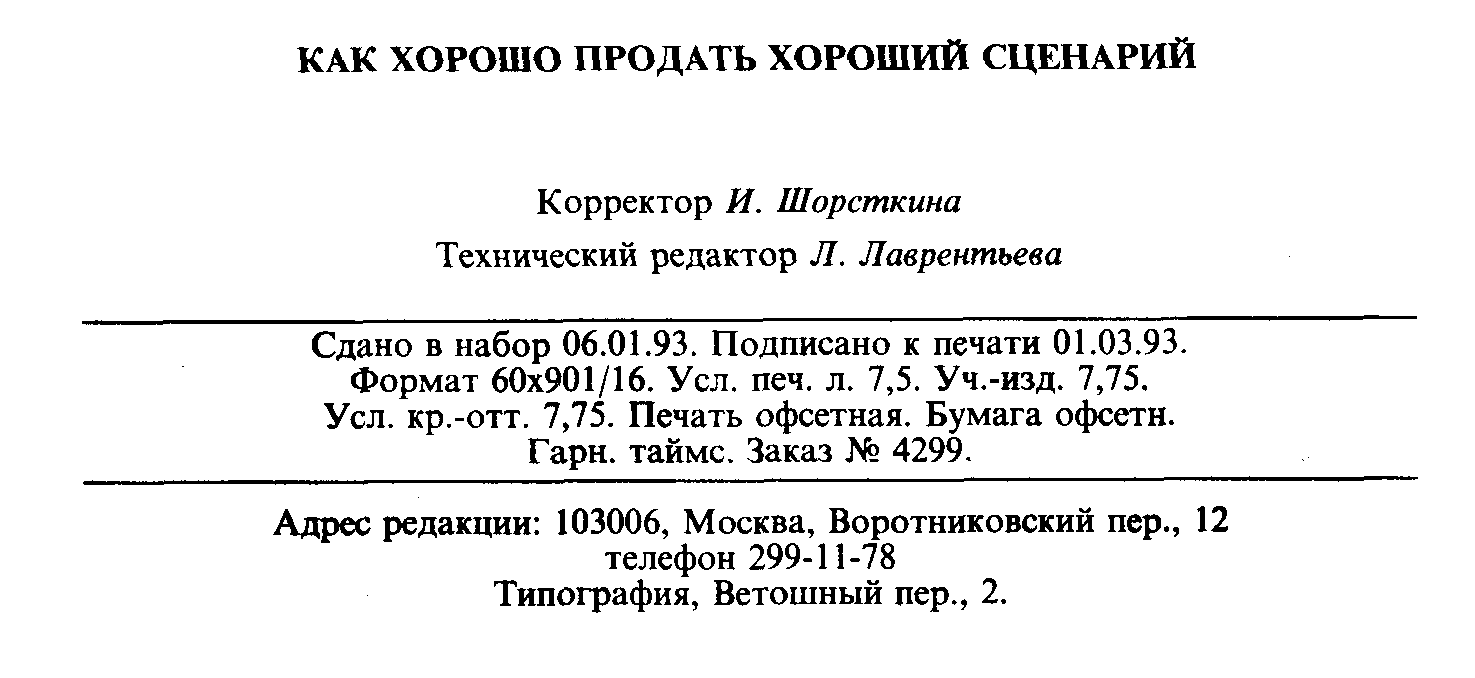 КАК ХОРОШО ПРОДАТЬ ХОРОШИЙ СЦЕНАРИЙ
Корректор И. Шорсткина
Технический редактор Л. Лаврентьева
Сдано в набор 06.01.93. Подписано к печати 01.03.93.
Формат 60х901/16. Усл. печ. л. 7,5. Уч.-изд. 7,75.
Усл. кр.-отт. 7,75. Печать офсетная. Бумага офсетн.
Гарн. таймс. Заказ № 4299.
Адрес редакции: 103006, Москва, Воротниковский пер., 12
телефон 299-11-78
Типография, Ветошный пер., 2.